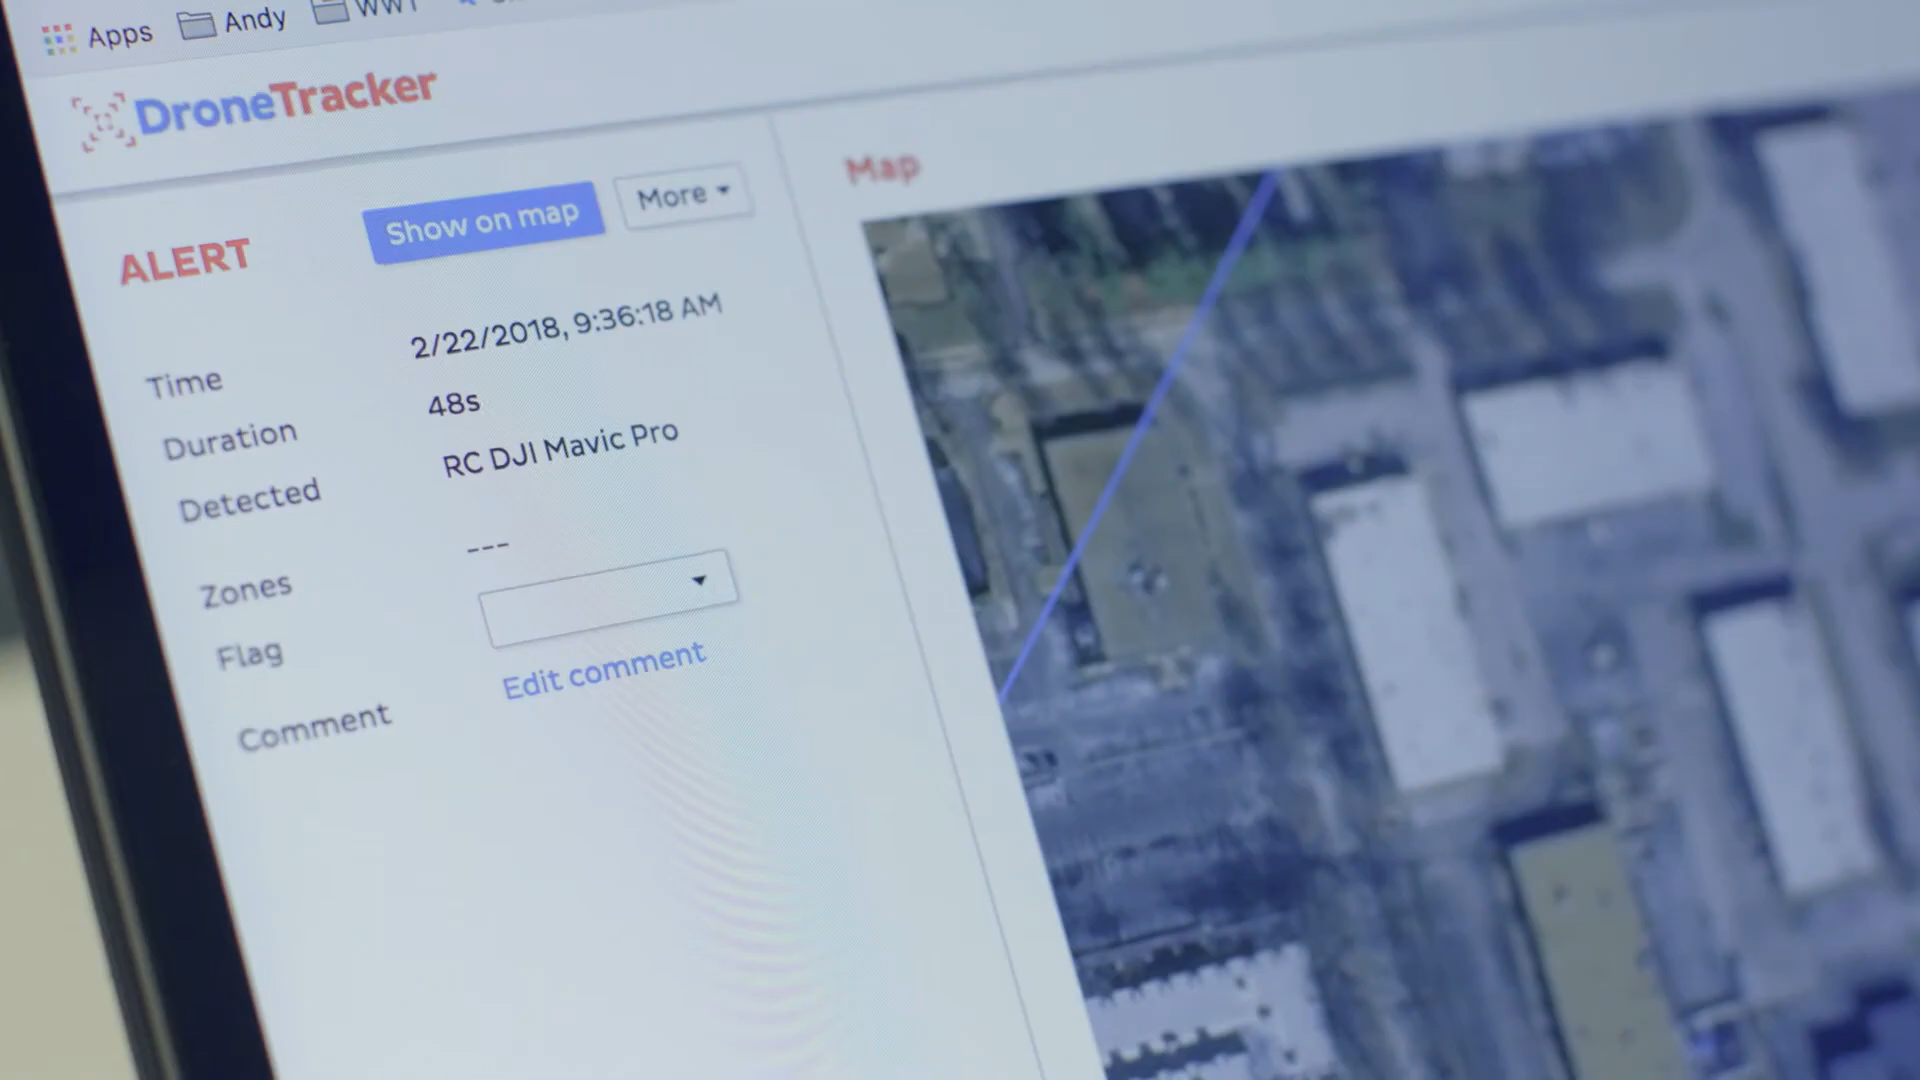 Apps Andy WWT
DroneTracker
ALERT Show on map More
Map
Time 2/22/2018, 9:36:18 AM
Duration 48s
Detected RC DJI Mavic Pro
Zones ---
Flag
Comment Edit comment